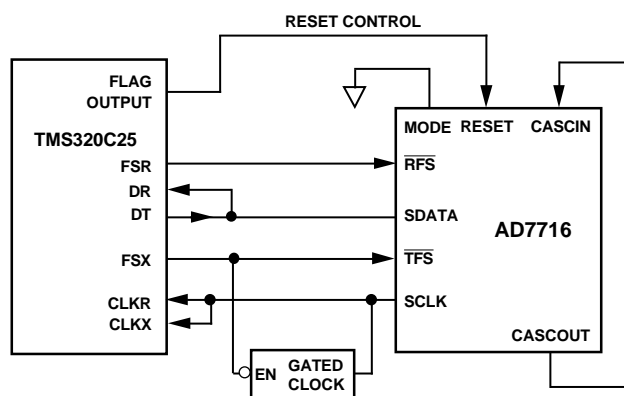 RESET CONTROL
FLAG
OUTPUT
TMS320C25
FSR
DR
DT
FSX
CLKR
CLKX
MODE RESET CASCIN
RFS
SDATA
AD7716
TFS
SCLK
CASCOUT
EN
GATED
CLOCK